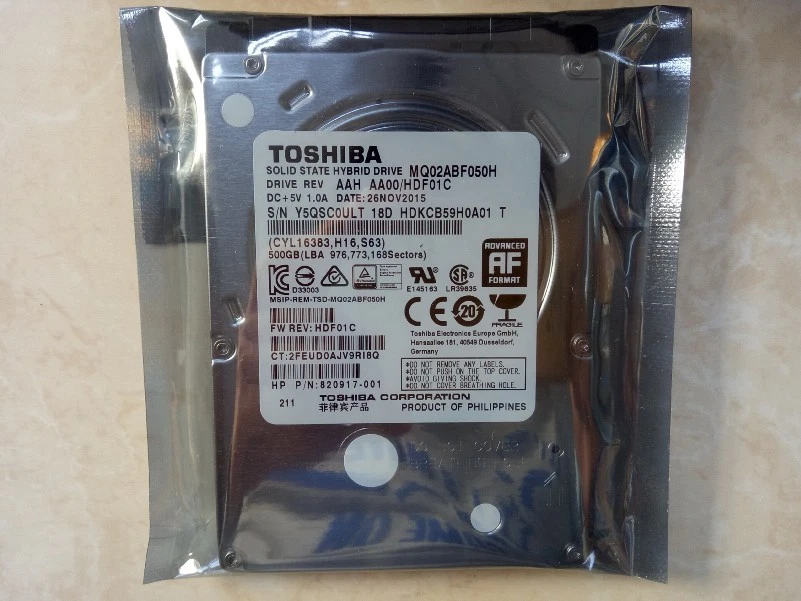 TOSHIBA
SOLID STATE HYBRID DRIVE MQ02ABF050H
DRIVE REV AAH AA00/HDF01C
DC+5V 1.0A DATE:26NOV2015
S/N Y5QSC0ULT 18D HDKCB59H0A01 T
(CYL16383,H16,S63)
500GB(LBA 976,773,168Sectors)
ADVANCED
AF
FORMAT
D33003
E145163
LR39835
MSIP-REM-TSD-MQ02ABF050H
20
FRAGILE
FW REV:HDF01C
Toshiba Electronics Europe GmbH,
Hansaallee 181, 40549 Dusseldorf,
Germany
CT:2FEUD0AJV9RI8Q
*DO NOT REMOVE ANY LABELS.
*DO NOT PUSH ON THE TOP COVER.
*AVOID GIVING SHOCK.
*DO NOT COVER BREATHING HOLE.
HP P/N:820917-001
211
TOSHIBA CORPORATION
菲律宾产品
PRODUCT OF PHILIPPINES
DO NOT COVER